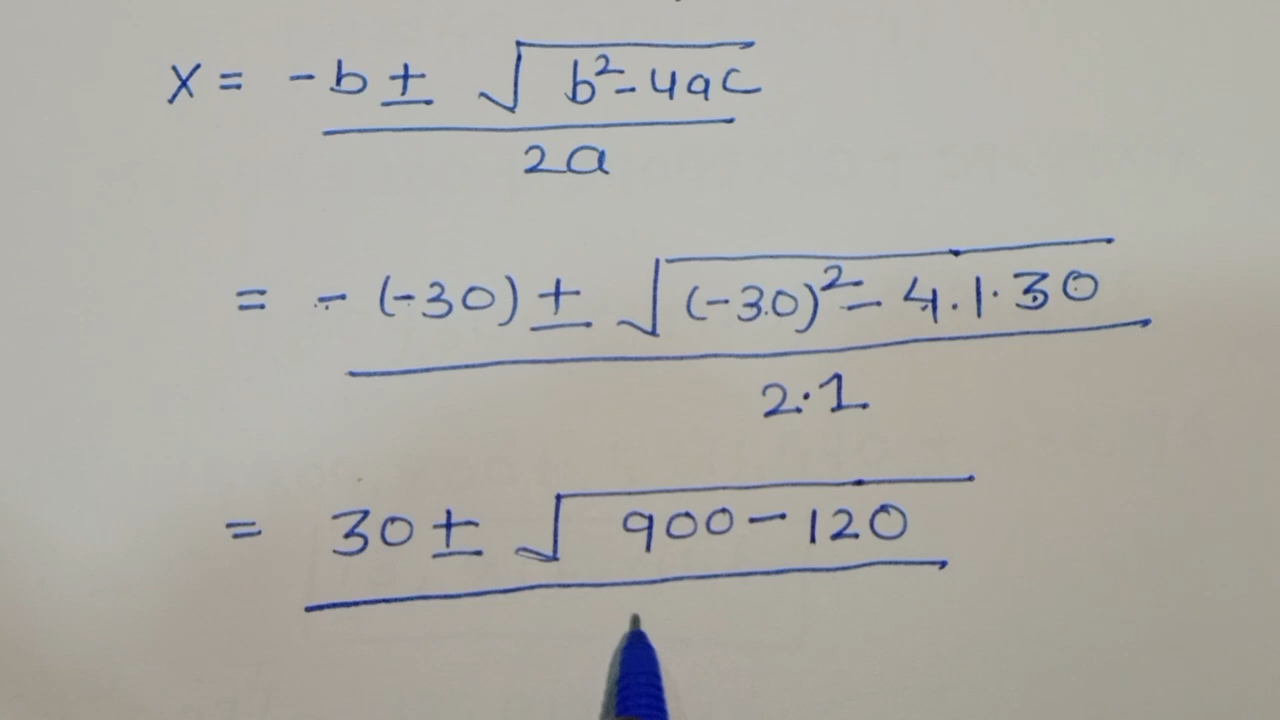 x = -b ± √ b²-4ac
2a
= - (-30) ± √(-30)² - 4.1.30
2.1
= 30 ± √ 900 - 120